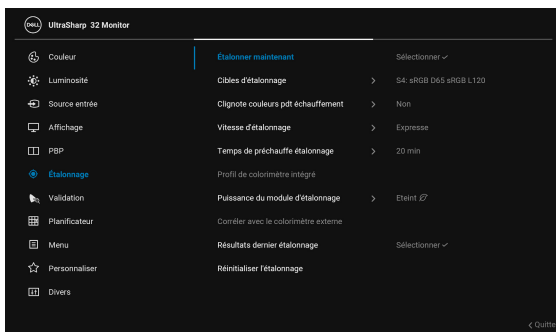 DELL UltraSharp 32 Monitor
Couleur
Étalonner maintenant Sélectionner
Luminosité
Cibles d'étalonnage S4: sRGB D65 sRGB L120
Source entrée
Clignote couleurs pdt échauffement Non
Affichage
Vitesse d'étalonnage Expresse
PBP
Temps de préchauffe étalonnage 20 min
Étalonnage
Profil de colorimètre intégré
Validation
Puissance du module d'étalonnage Eteint
Planificateur
Corréler avec le colorimètre externe
Menu
Résultats dernier étalonnage Sélectionner
Personnaliser
Réinitialiser l'étalonnage
Divers
Quitte